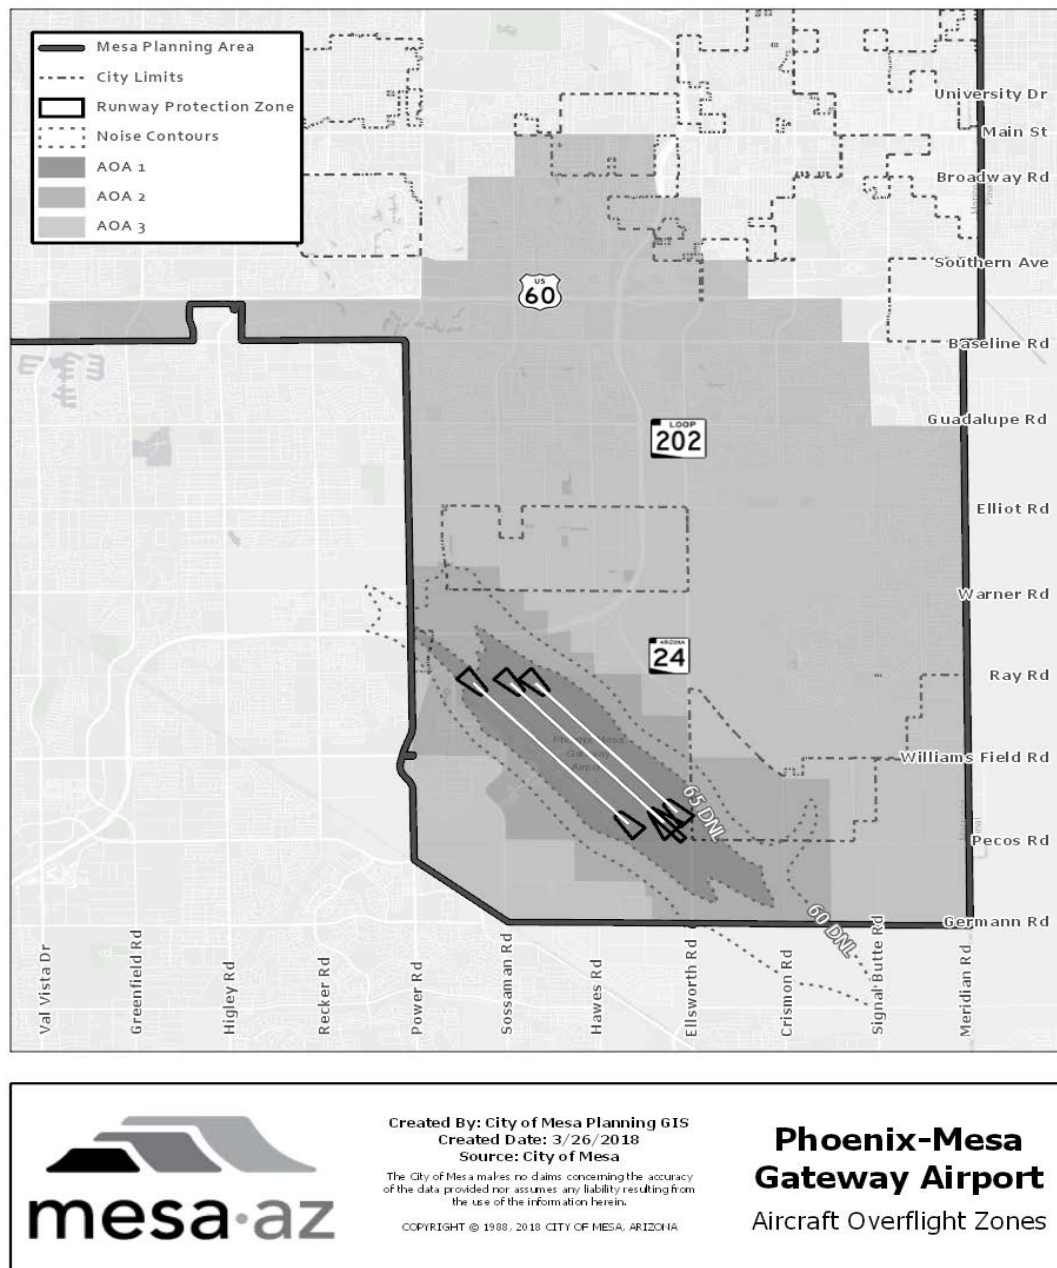 Mesa Planning Area
City Limits
Runway Protection Zone
Noise Contours
AOA 1
AOA 2
AOA 3
University Dr
Main St
Broadway Rd
Southern Ave
US
60
Baseline Rd
Guadalupe Rd
LOOP
202
Elliot Rd
Warner Rd
ARIZONA
24
Ray Rd
Phoenix-Mesa
Gateway
Airport
Williams Field Rd
65 DNL
Pecos Rd
60 DNL
Germann Rd
Val Vista Dr
Greenfield Rd
Higley Rd
Recker Rd
Power Rd
Sossaman Rd
Hawes Rd
Ellsworth Rd
Crismon Rd
Signal Butte Rd
Meridian Rd
mesa·az
Created By: City of Mesa Planning GIS
Created Date: 3/26/2018
Source: City of Mesa
The City of Mesa makes no claims concerning the accuracy
of the data provided nor assumes any liability resulting from
the use of the information herein.
COPYRIGHT © 1988, 2018 CITY OF MESA, ARIZONA
Phoenix-Mesa
Gateway Airport
Aircraft Overflight Zones